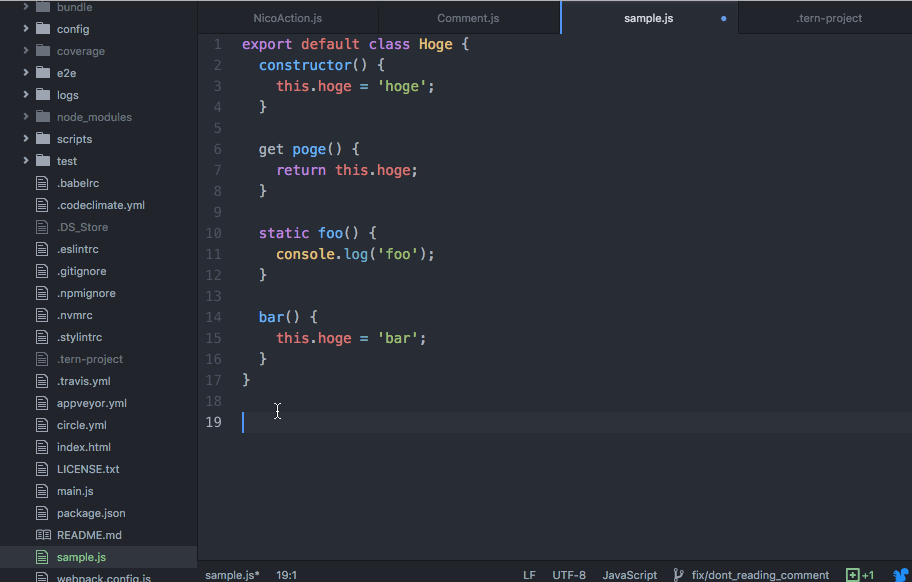 bundle
config
coverage
e2e
logs
node_modules
scripts
test
.babelrc
.codeclimate.yml
.DS_Store
.eslintrc
.gitignore
.npmignore
.nvmrc
.stylintrc
.tern-project
.travis.yml
appveyor.yml
circle.yml
index.html
LICENSE.txt
main.js
package.json
README.md
sample.js
webpack.config.js
NicoAction.js
Comment.js
sample.js
.tern-project
1 export default class Hoge {
2   constructor() {
3     this.hoge = 'hoge';
4   }
5
6   get poge() {
7     return this.hoge;
8   }
9
10   static foo() {
11     console.log('foo');
12   }
13
14   bar() {
15     this.hoge = 'bar';
16   }
17 }
18
19
sample.js* 19:1 LF UTF-8 JavaScript fix/dont_reading_comment +1